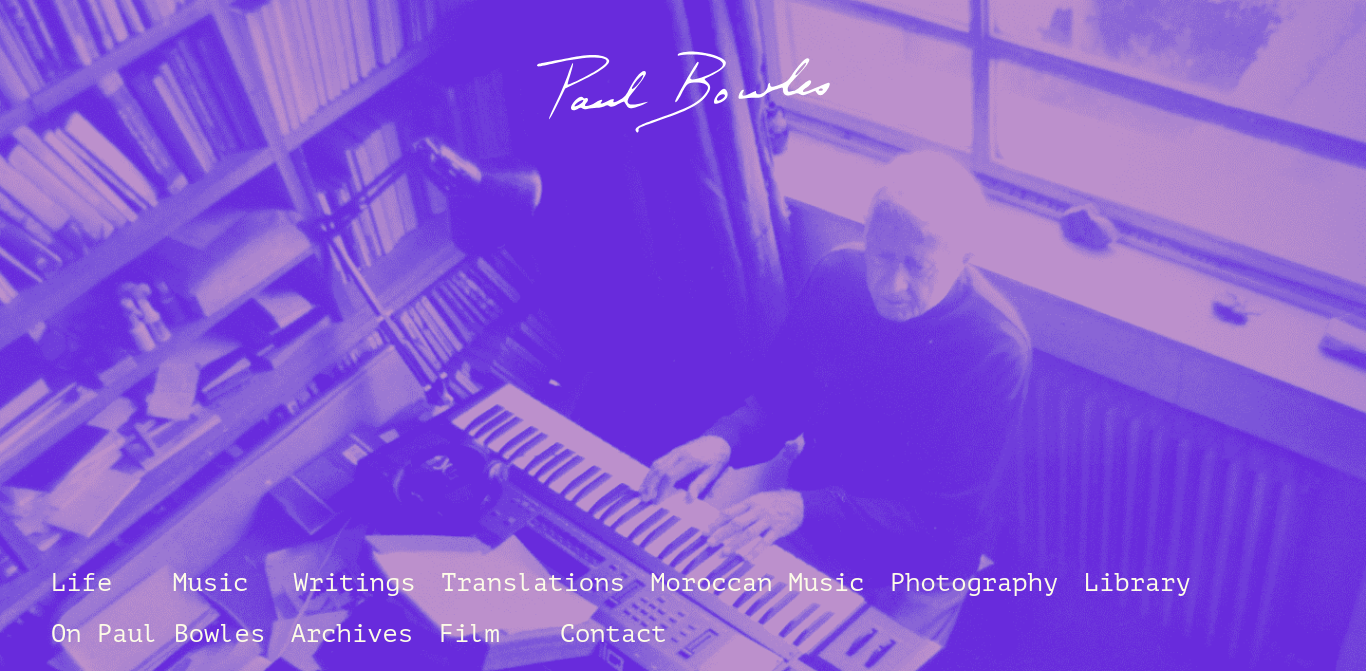 Paul Bowles
Life Music Writings Translations Moroccan Music Photography Library
On Paul Bowles Archives Film Contact